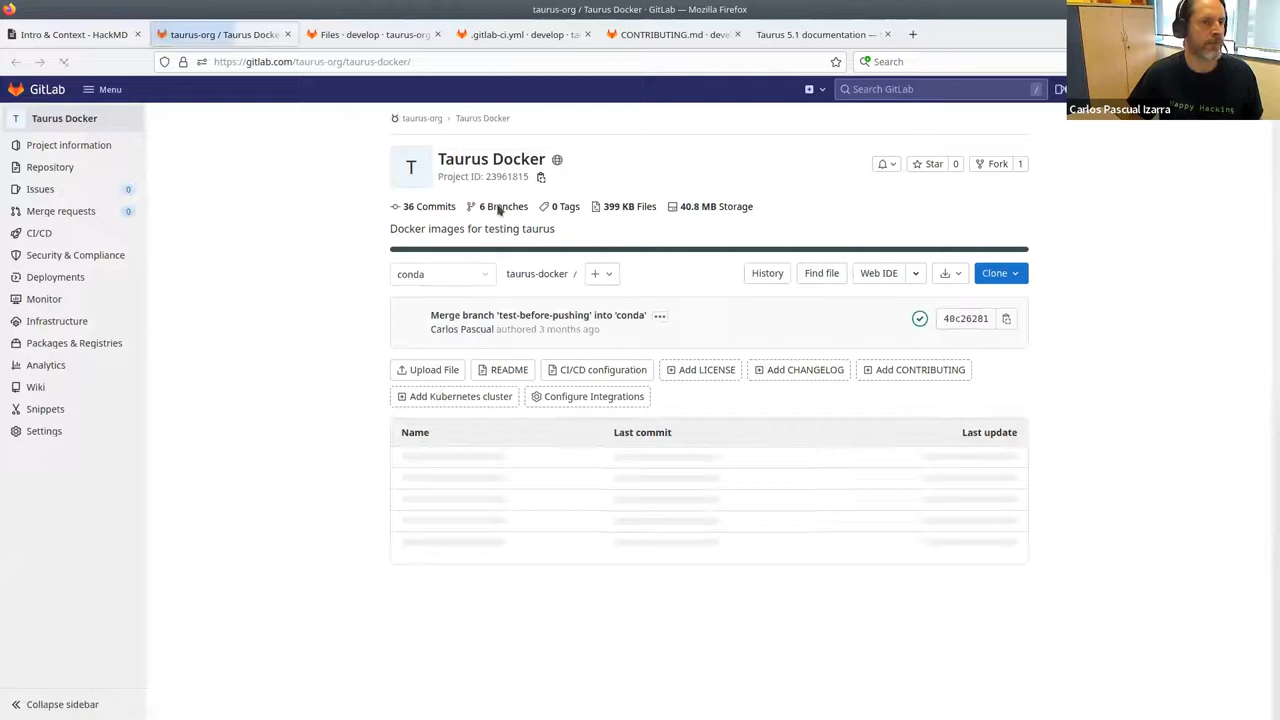 taurus-org / Taurus Docker · GitLab — Mozilla Firefox
Intro & Context - HackMD
taurus-org / Taurus Docke
Files · develop · taurus-org
.gitlab-ci.yml · develop · ta
CONTRIBUTING.md · deve
Taurus 5.1 documentation —
https://gitlab.com/taurus-org/taurus-docker/
Search
GitLab
Menu
Search GitLab
/
Carlos Pascual Izarra
Happy Hacking
T
Taurus Docker
Project information
Repository
Issues
0
Merge requests
0
CI/CD
Security & Compliance
Deployments
Monitor
Infrastructure
Packages & Registries
Analytics
Wiki
Snippets
Settings
Collapse sidebar
taurus-org › Taurus Docker
T
Taurus Docker
Project ID: 23961815
Star 0
Fork 1
36 Commits 6 Branches 0 Tags 399 KB Files 40.8 MB Storage
Docker images for testing taurus
conda
taurus-docker /
+
History
Find file
Web IDE
Clone
Merge branch 'test-before-pushing' into 'conda'
Carlos Pascual authored 3 months ago
40c26281
Upload File
README
CI/CD configuration
Add LICENSE
Add CHANGELOG
Add CONTRIBUTING
Add Kubernetes cluster
Configure Integrations
Name Last commit Last update